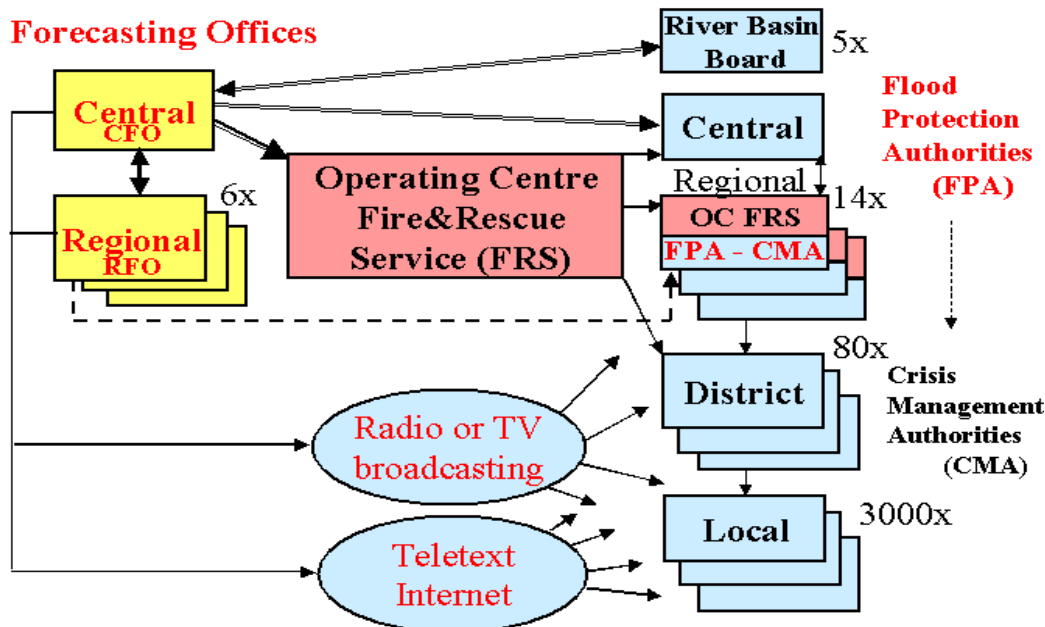 Forecasting Offices
Central
CFO
6x
Regional
RFO
Operating Centre
Fire&Rescue
Service (FRS)
River Basin
Board
5x
Central
Regional
14x
OC FRS
FPA - CMA
80x
District
3000x
Local
Flood
Protection
Authorities
(FPA)
Crisis
Management
Authorities
(CMA)
Radio or TV
broadcasting
Teletext
Internet